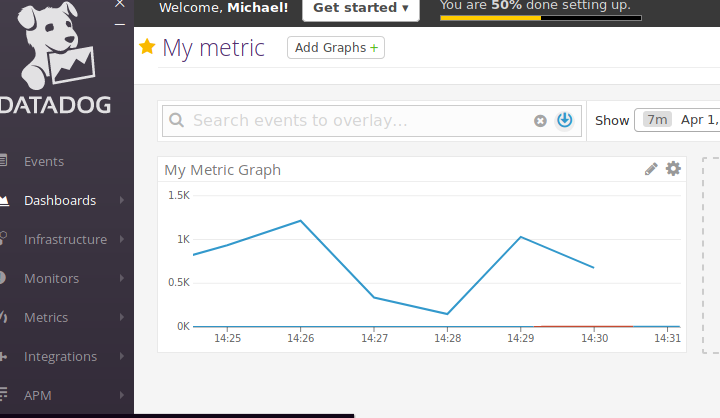 Welcome, Michael!
Get started ▾
You are 50% done setting up.
My metric
Add Graphs +
DATADOG
Search events to overlay...
Show
7m
Apr 1,
Events
Dashboards
Infrastructure
Monitors
Metrics
Integrations
APM
My Metric Graph
1.5K
1K
0.5K
0K
14:25 14:26 14:27 14:28 14:29 14:30 14:31